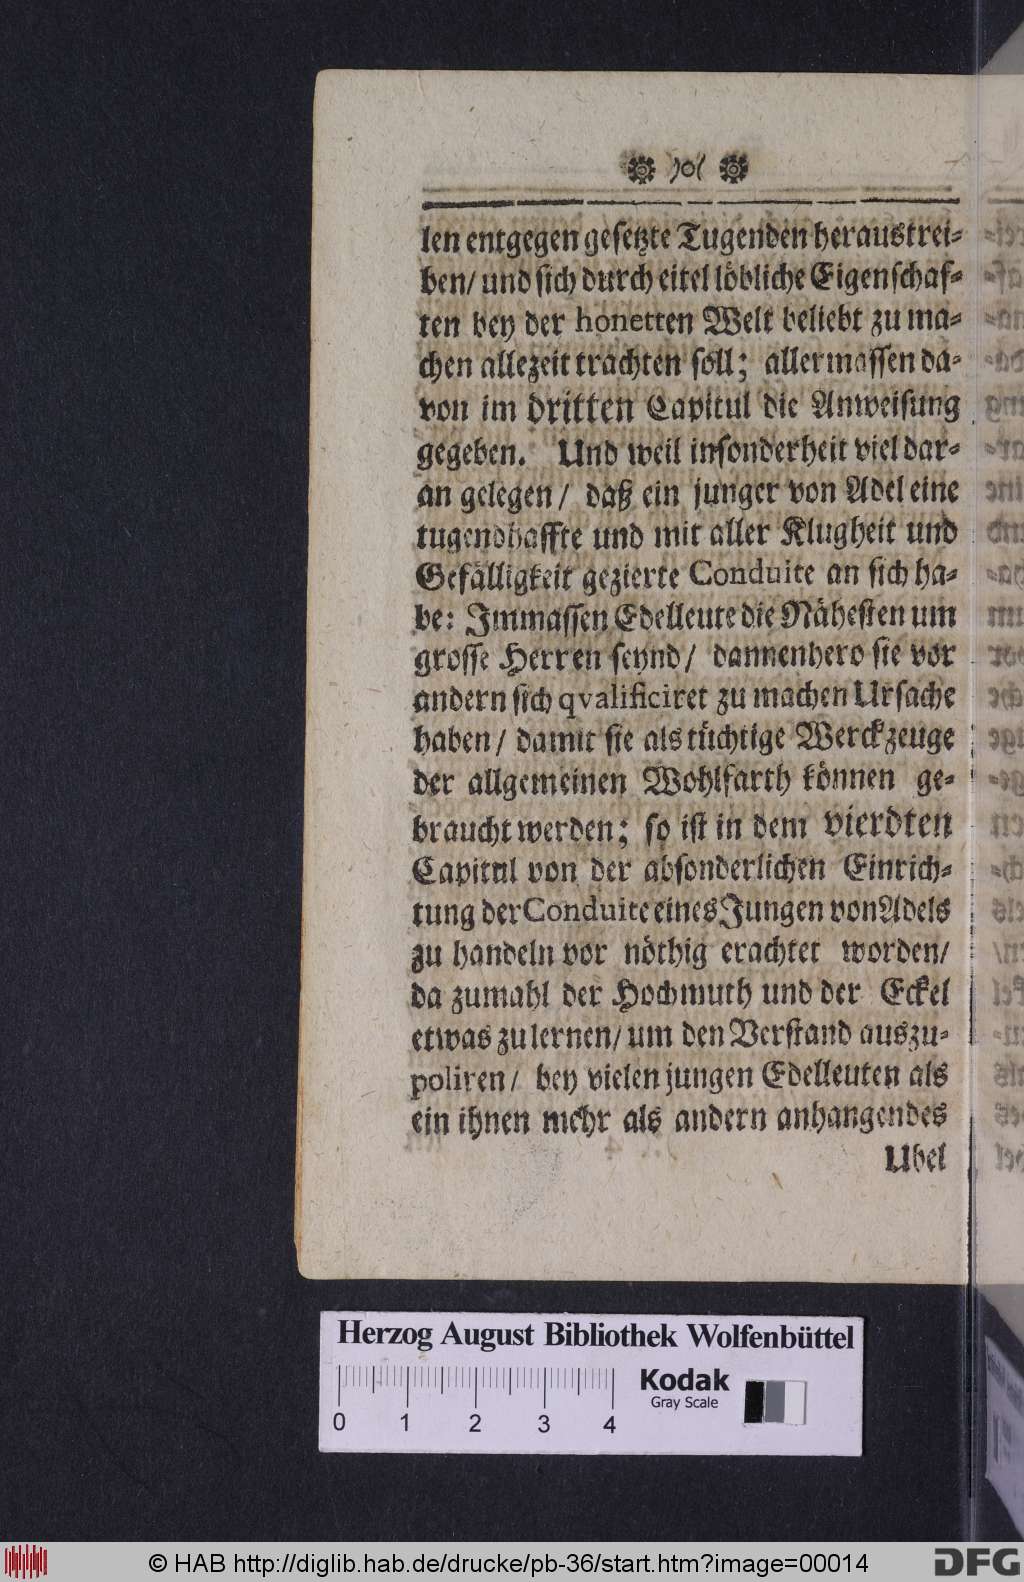 )o(
len entgegen gesetzte Tugenden heraustrei-
ben/ und sich durch eitel löbliche Eigenschaf-
ten bey der honetten Welt beliebt zu ma-
chen allezeit trachten soll; allermassen da-
von im dritten Capitul die Anweisung
gegeben. Und weil insonderheit viel dar-
an gelegen/ daß ein junger von Adel eine
tugendhaffte und mit aller Klugheit und
Gefälligkeit gezierte Conduite an sich ha-
be: Immassen Edelleute die Nähesten um
grosse Herren seynd/ dannenhero sie vor
andern sich qvalificiret zu machen Ursache
haben/ damit sie als tüchtige Werckzeuge
der allgemeinen Wohlfarth können ge-
braucht werden; so ist in dem vierdten
Capitul von der absonderlichen Einrich-
tung der Conduite eines Jungen von Adels
zu handeln vor nöthig erachtet worden/
da zumahl der Hochmuth und der Eckel
etwas zu lernen/ um den Verstand auszu-
poliren/ bey vielen jungen Edelleuten als
ein ihnen mehr als andern anhangendes
Ubel
Herzog August Bibliothek Wolfenbüttel
Kodak
Gray Scale
0 1 2 3 4
© HAB http://diglib.hab.de/drucke/pb-36/start.htm?image=00014
DFG